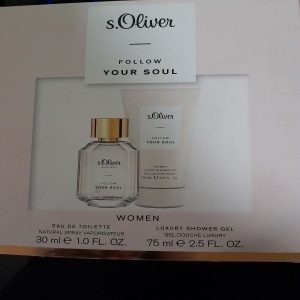 s.Oliver
FOLLOW
YOUR SOUL
s.Oliver
FOLLOW
YOUR SOUL
s.Oliver
FOLLOW
YOUR SOUL
WOMEN
EAU DE TOILETTE
NATURAL SPRAY VAPORISATEUR
30 ml e 1.0 FL. OZ.
LUXURY SHOWER GEL
GEL DOUCHE LUXURY
75 ml e 2.5 FL. OZ.